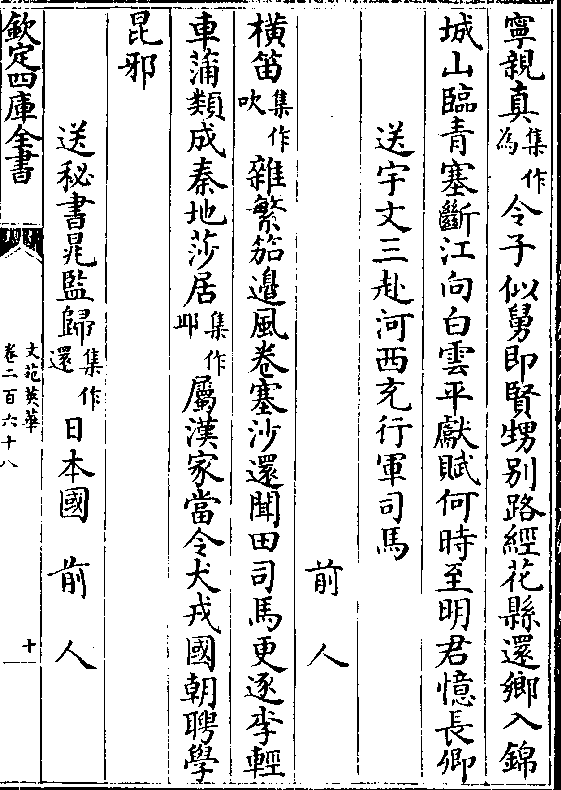 寧親真集作為令子似舅即賢甥別路經花縣還鄉入錦
城山臨青塞斷江向白雲平獻賦何時至明君憶長卿
送宇文三赴河西充行軍司馬
前人
橫笛集作吹雜繁笳邉風卷塞沙還聞田司馬更逐李輕
車蒲類成秦地莎居集作耶屬漢家當令犬戎國朝聘學
昆邪
送秘書晁監歸集作還日本國 前人
欽定四庫全書
文苑英華
卷二百六十八
十